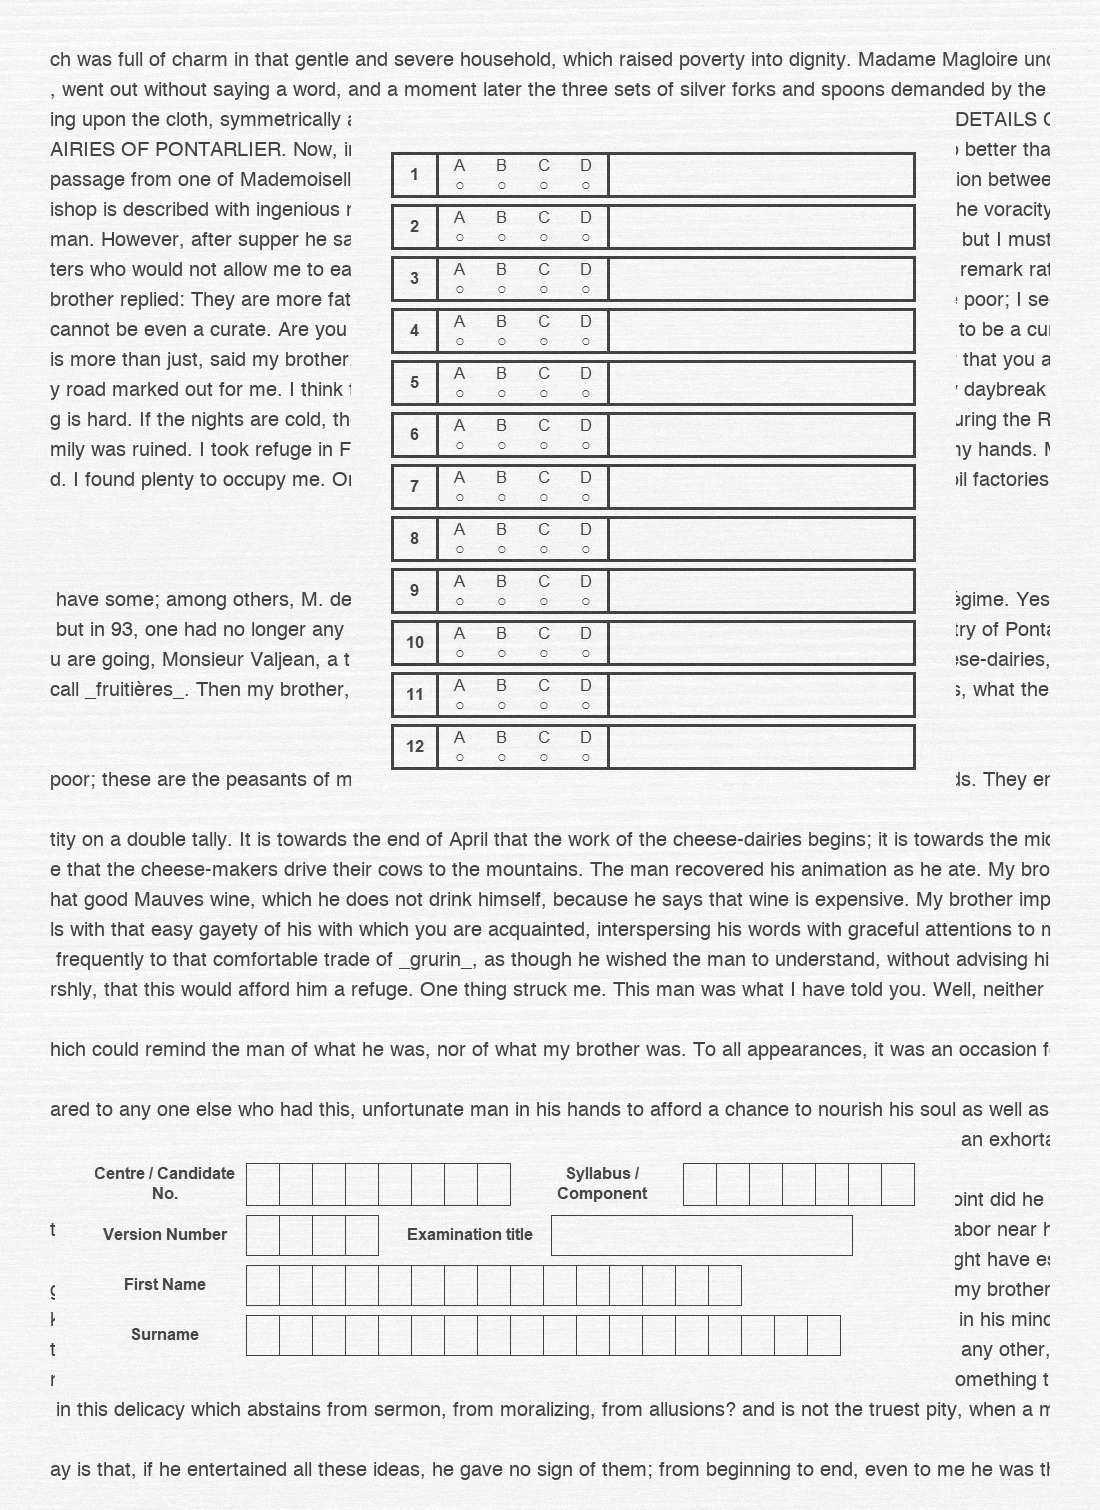 ch was full of charm in that gentle and severe household, which raised poverty into dignity. Madame Magloire
, went out without saying a word, and a moment later the three sets of silver forks and spoons demanded by the
ing upon the cloth, symmetrically
DETAILS
AIRIES OF PONTARLIER. Now,
better
passage from one of
ion
ishop is described with ingenious
he voracity
man. However, after supper he
but I must
ters who would not allow me to
remark
brother replied: They are more fat
poor; I
cannot be even a curate. Are you
to be a
is more than just, said my brother.
that you
y road marked out for me. I think
daybreak
g is hard. If the nights are cold,
uring the
mily was ruined. I took refuge in
hands.
d. I found plenty to occupy me.
factories
1 A B C D
2 A B C D
3 A B C D
4 A B C D
5 A B C D
6 A B C D
7 A B C D
8 A B C D
9 A B C D
10 A B C D
11 A B C D
12 A B C D
have some; among others, M. de
égime. Yes
but in 93, one had no longer any
try of
u are going, Monsieur Valjean, a
ese-dairies,
call _fruitières_. Then my brother,
s, what the
poor; these are the peasants of
ds. They
tity on a double tally. It is towards the end of April that the work of the cheese-dairies begins; it is towards the
e that the cheese-makers drive their cows to the mountains. The man recovered his animation as he ate. My bro
hat good Mauves wine, which he does not drink himself, because he says that wine is expensive. My brother imp
ls with that easy gayety of his with which you are acquainted, interspersing his words with graceful attentions to
frequently to that comfortable trade of _grurin_, as though he wished the man to understand, without advising
rshly, that this would afford him a refuge. One thing struck me. This man was what I have told you. Well, neither
hich could remind the man of what he was, nor of what my brother was. To all appearances, it was an occasion
ared to any one else who had this, unfortunate man in his hands to afford a chance to nourish his soul as well as
an
Centre / Candidate No.
Syllabus / Component
oint did he
Version Number
Examination title
abor near
ght have
First Name
my brother
in his
Surname
any other,
omething
in this delicacy which abstains from sermon, from moralizing, from allusions? and is not the truest pity, when a
ay is that, if he entertained all these ideas, he gave no sign of them; from beginning to end, even to me he was